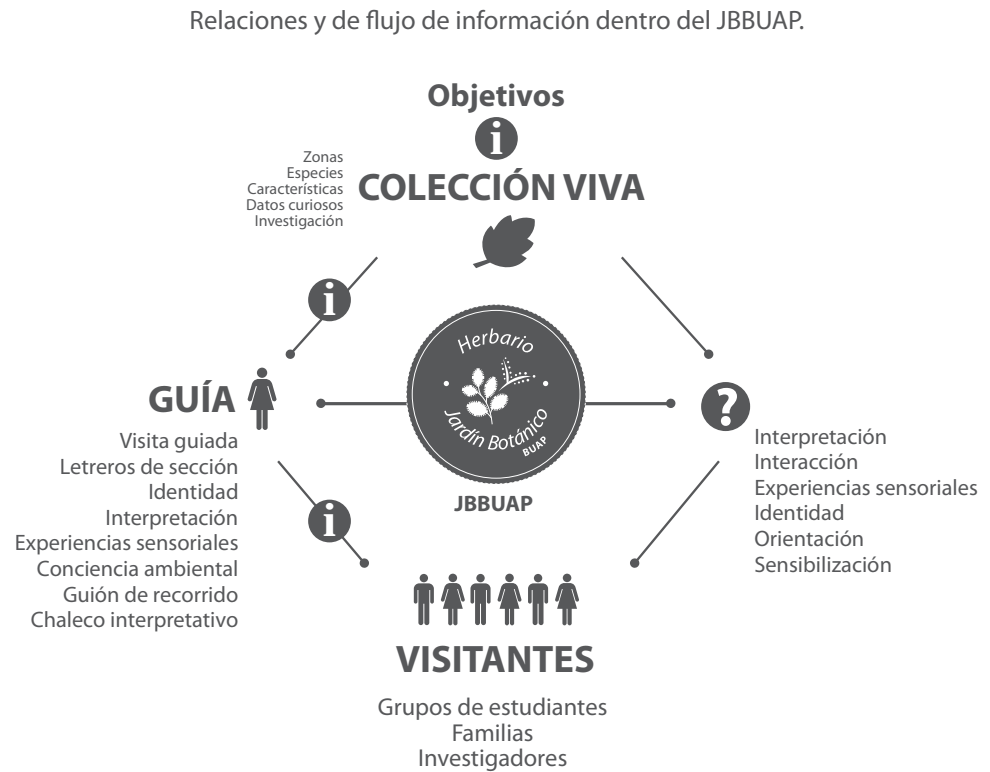 Relaciones y de flujo de información dentro del JBBUAP.
Objetivos
i
Zonas
Especies
Características
Datos curiosos
Investigación
COLECCIÓN VIVA
i
Herbario
Jardín Botánico
BUAP
JBBUAP
GUÍA
Visita guiada
Letreros de sección
Identidad
Interpretación
Experiencias sensoriales
Conciencia ambiental
Guión de recorrido
Chaleco interpretativo
i
?
Interpretación
Interacción
Experiencias sensoriales
Identidad
Orientación
Sensibilización
VISITANTES
Grupos de estudiantes
Familias
Investigadores